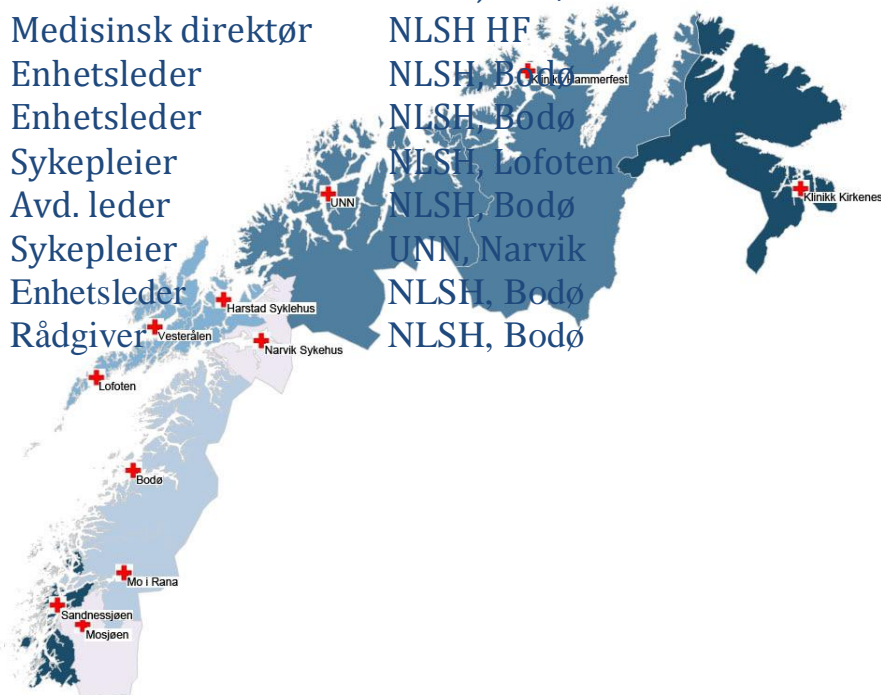 Medisinsk direktør NLSH HF
Enhetsleder NLSH, Bodø
Klinikk Hammerfest
Enhetsleder NLSH, Bodø
Sykepleier NLSH, Lofoten
Klinikk Kirkenes
UNN
Avd. leder NLSH, Bodø
Sykepleier UNN, Narvik
Enhetsleder NLSH, Bodø
Harstad Syklehus
Rådgiver NLSH, Bodø
Vesterålen
Narvik Sykehus
Lofoten
Bodø
Mo i Rana
Sandnessjøen
Mosjøen